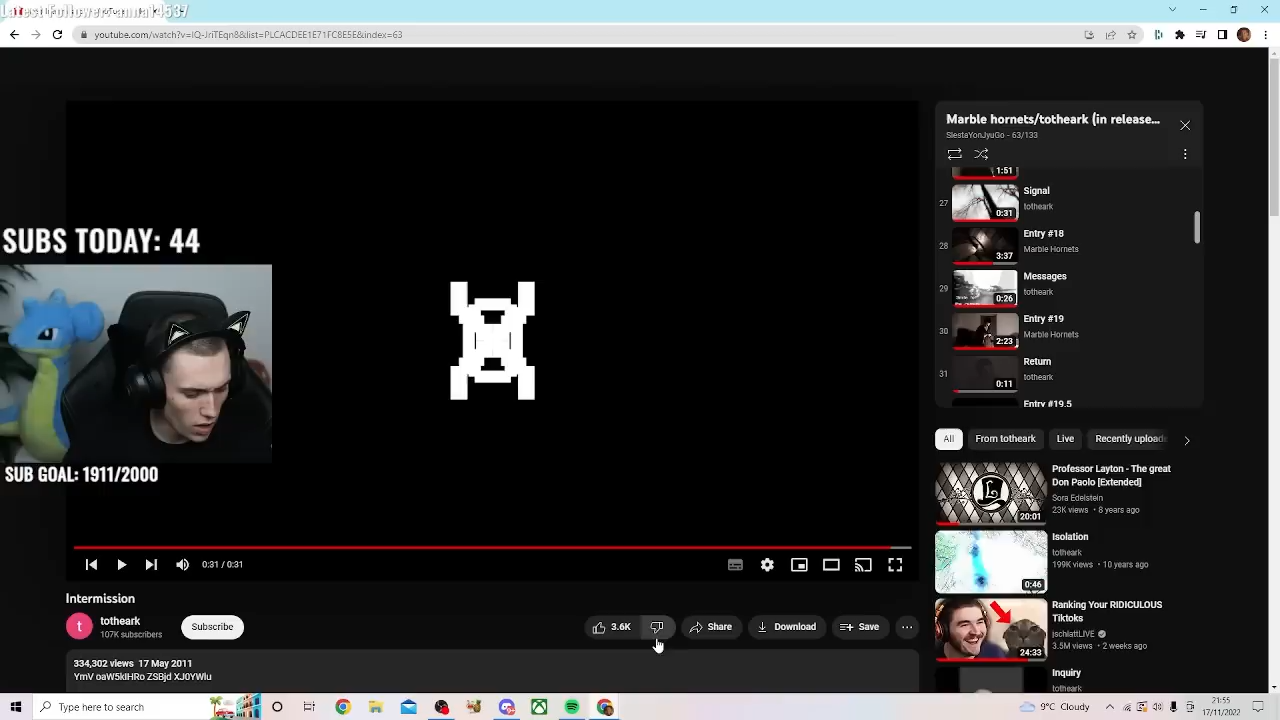 Latest Follower: anna14537
youtube.com/watch?v=IQ-JriTEqn8&list=PLCACDEE1E71FC8E5E&index=63
SUBS TODAY: 44
SUB GOAL: 1911/2000
0:31 / 0:31
Intermission
t
totheark
107K subscribers
Subscribe
3.6K
Share
Download
Save
334,302 views 17 May 2011
YmV oaW5kIHRo ZSBjd XJ0YWlu
Marble hornets/totheark (in release...
SlestaYonJyuGo - 63/133
1:51
27
0:31
Signal
totheark
28
3:37
Entry #18
Marble Hornets
29
0:26
Messages
totheark
30
2:23
Entry #19
Marble Hornets
31
0:11
Return
totheark
Entry #19.5
All
From totheark
Live
Recently upload
20:01
Professor Layton - The great
Don Paolo [Extended]
Sora Edelstein
23K views • 8 years ago
0:46
Isolation
totheark
199K views • 10 years ago
24:33
Ranking Your RIDICULOUS
Tiktoks
jschlattLIVE
3.5M views • 2 weeks ago
Inquiry
totheark
Type here to search
9°C Cloudy
21:55
17/11/2022